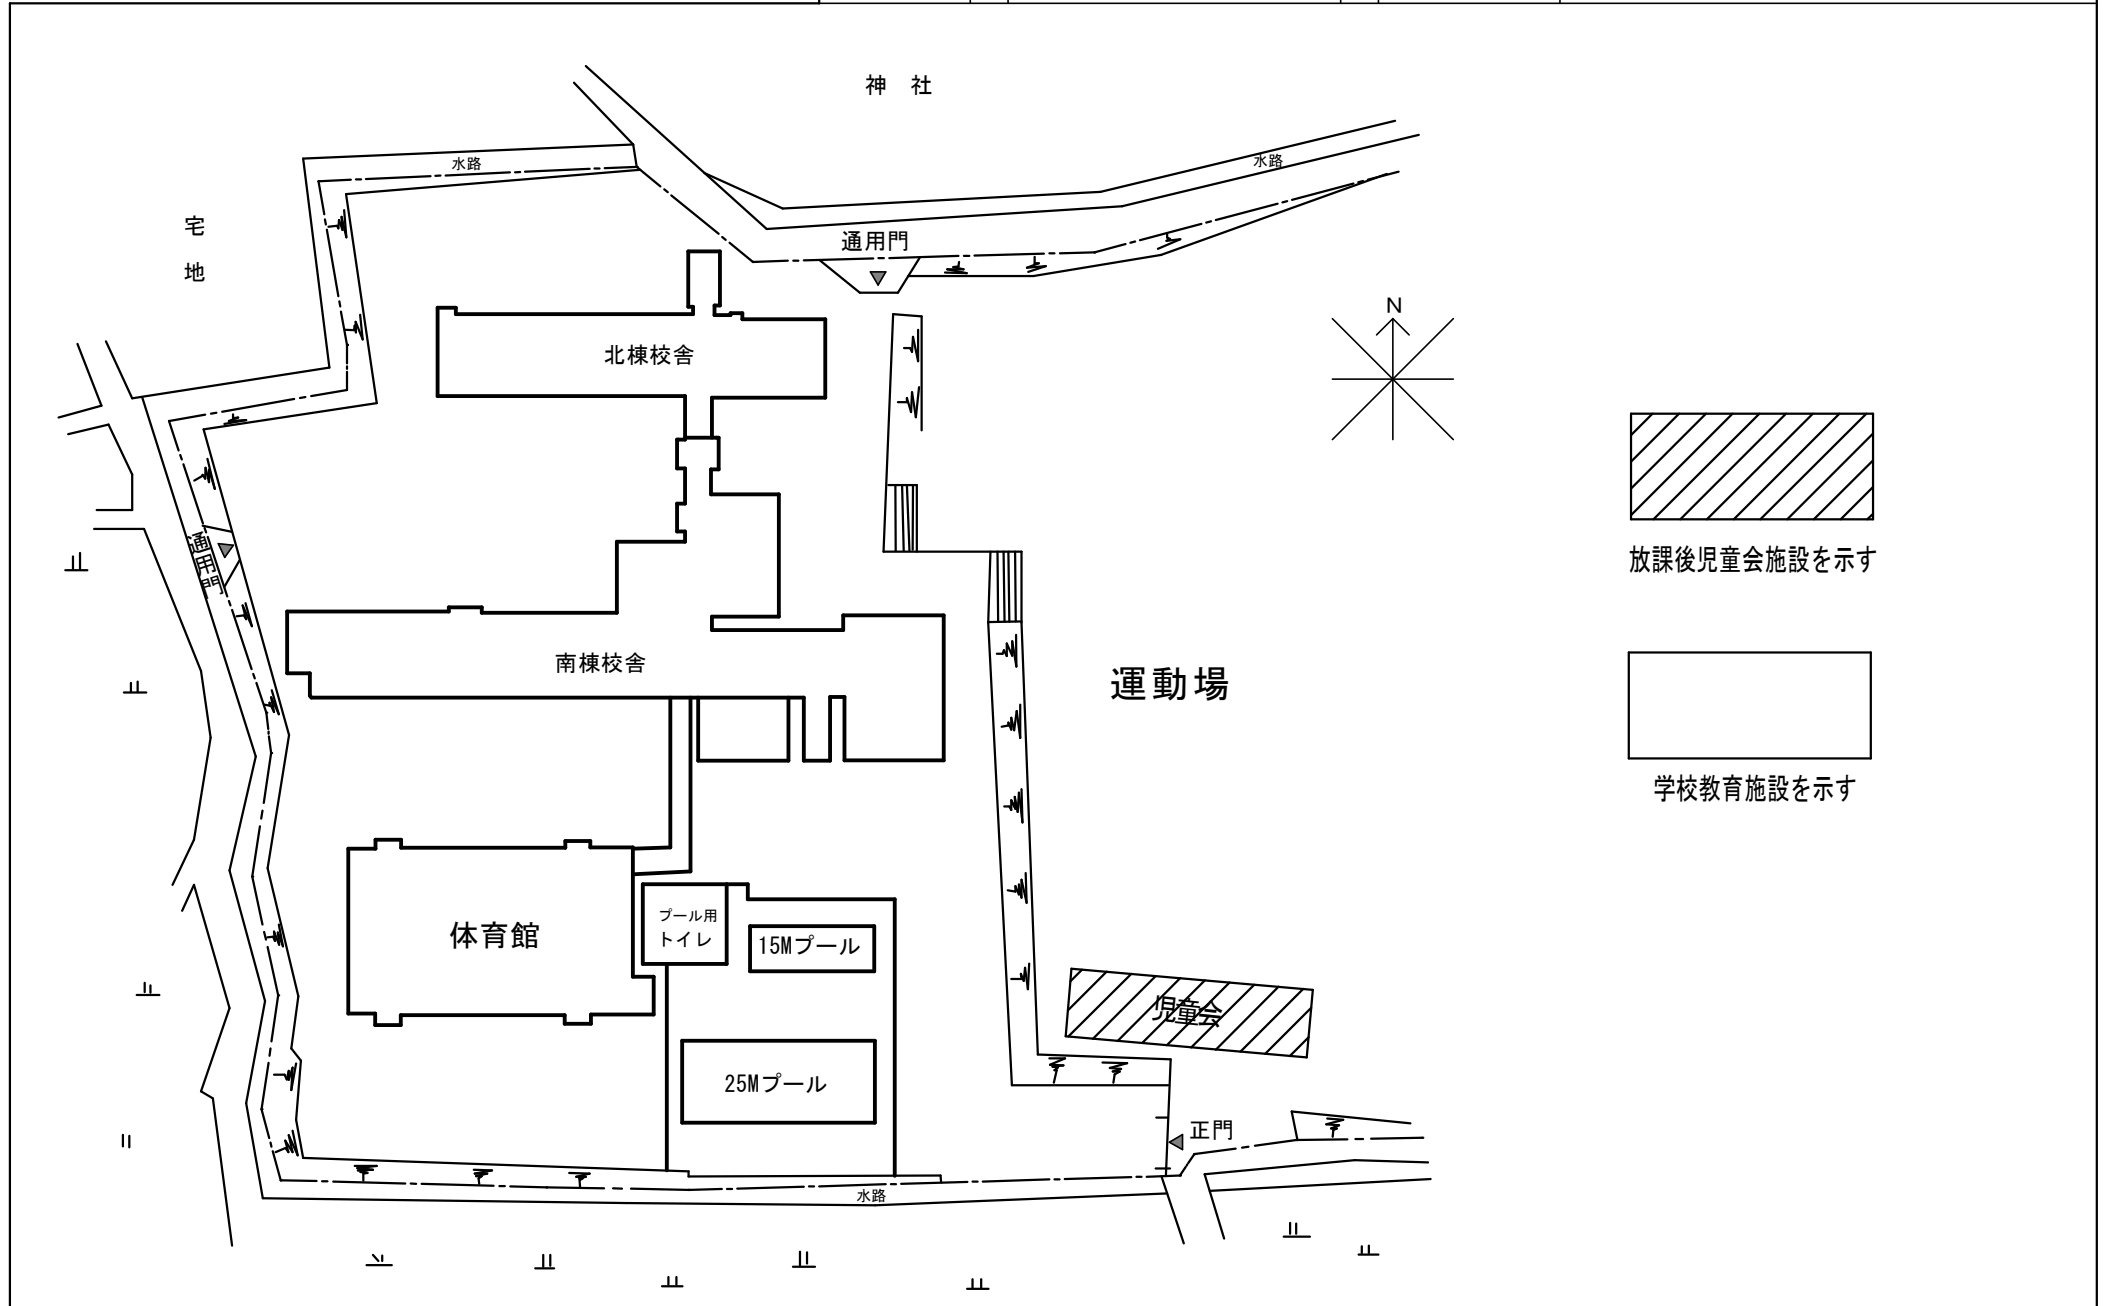 神 社
水路
水路
宅地
通用門
N
北棟校舎
放課後児童会施設を示す
通用門
南棟校舎
運動場
学校教育施設を示す
プール用
トイレ
体育館
15Mプール
児童会
25Mプール
正門
水路